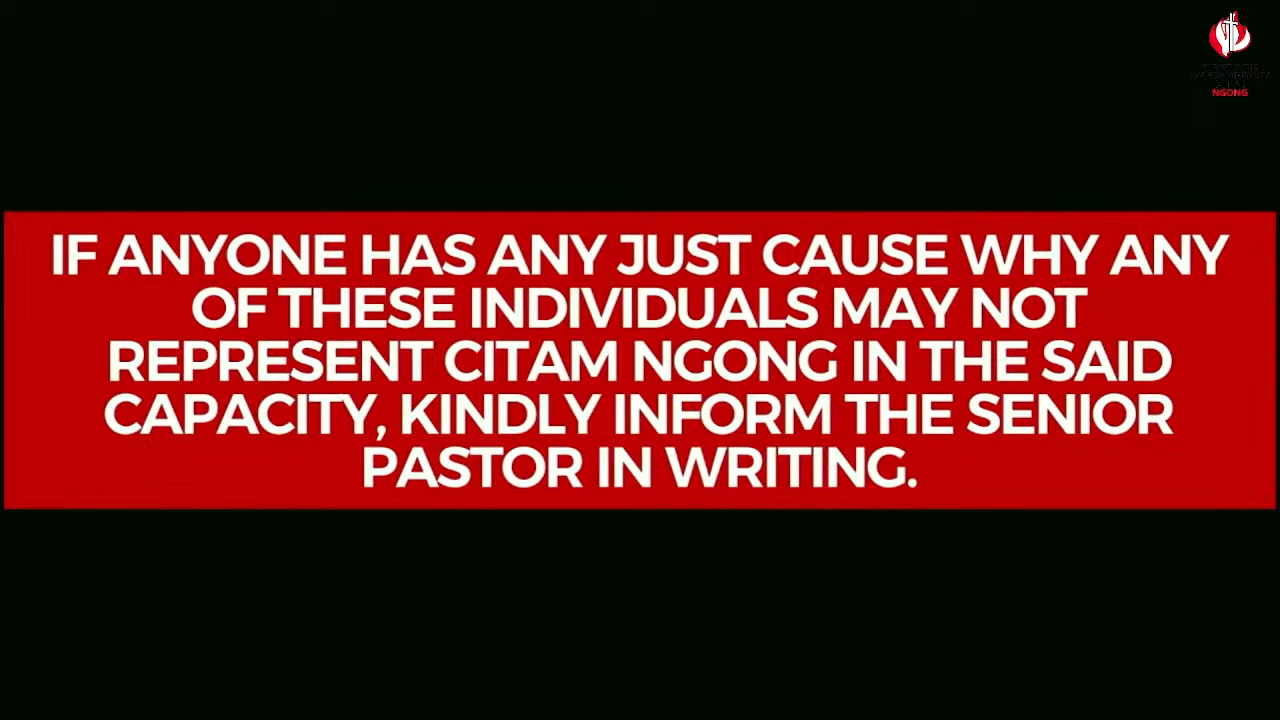 NGONG
IF ANYONE HAS ANY JUST CAUSE WHY ANY
OF THESE INDIVIDUALS MAY NOT
REPRESENT CITAM NGONG IN THE SAID
CAPACITY, KINDLY INFORM THE SENIOR
PASTOR IN WRITING.